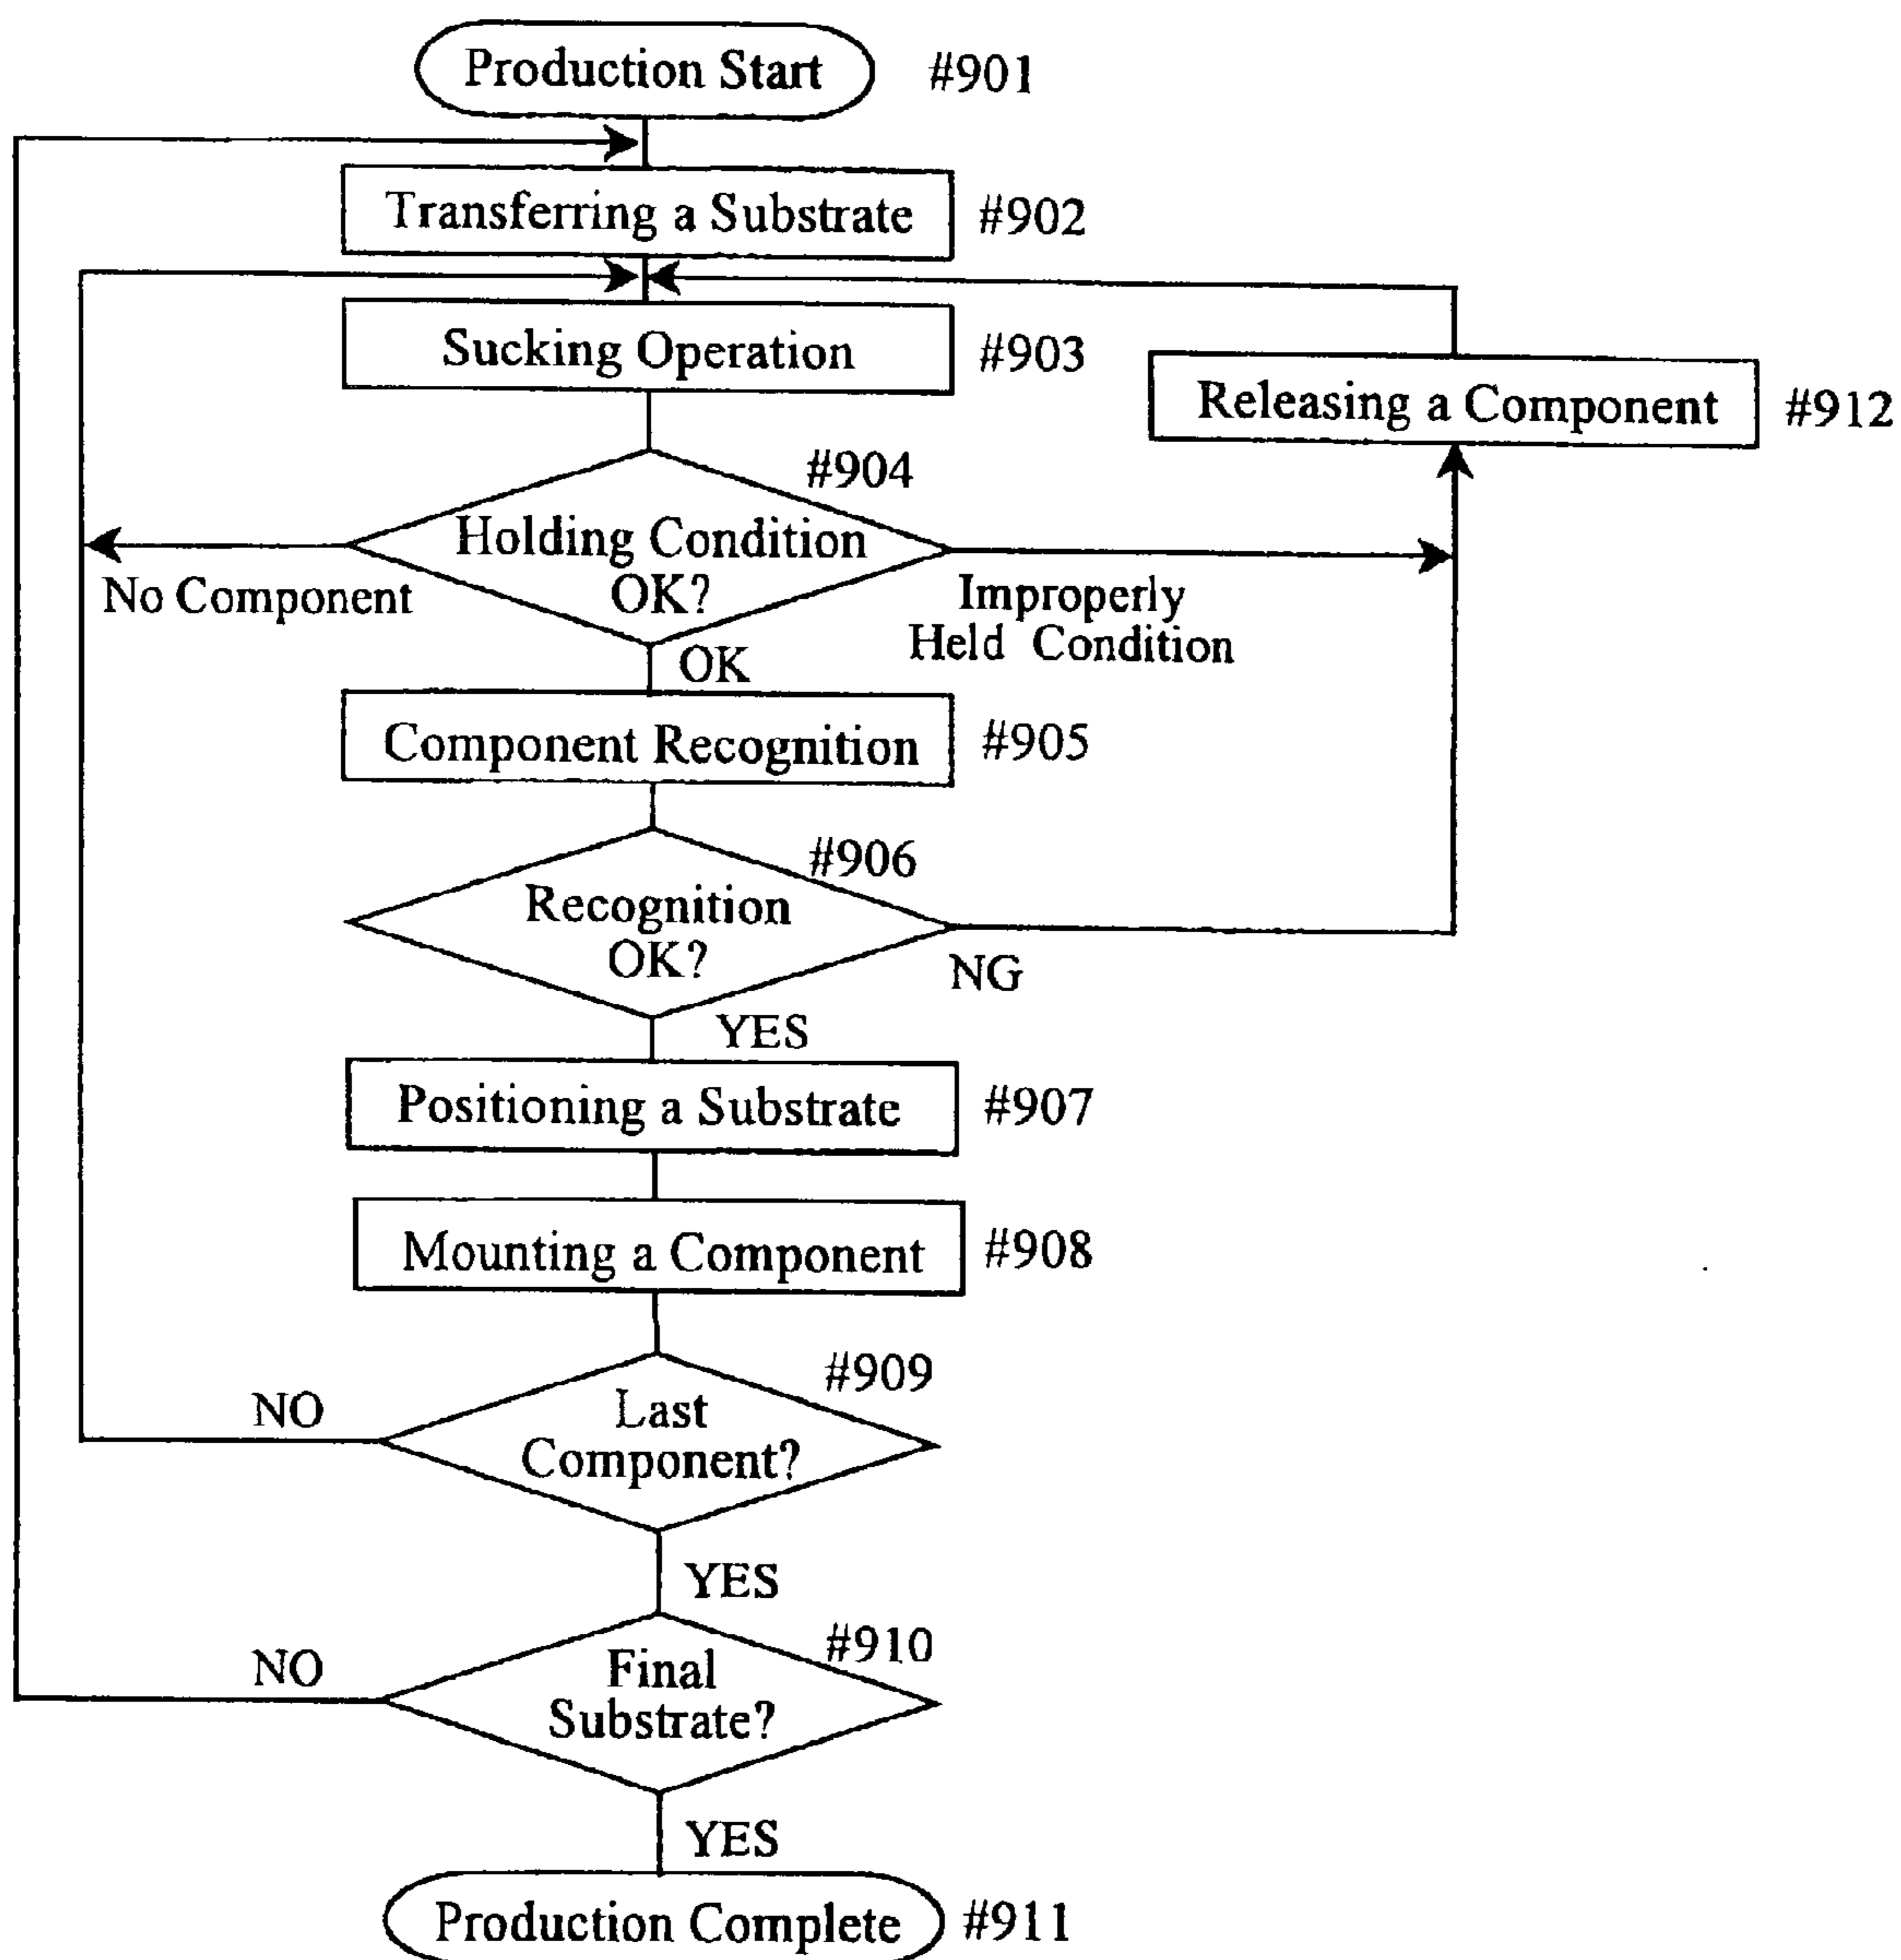 Production Start #901
Transferring a Substrate #902
Sucking Operation #903
Releasing a Component #912
#904
Holding Condition
OK?
No Component
Improperly
Held Condition
OK
Component Recognition #905
#906
Recognition
OK?
NG
YES
Positioning a Substrate #907
Mounting a Component #908
#909
Last
Component?
NO
YES
#910
Final
Substrate?
NO
YES
Production Complete #911